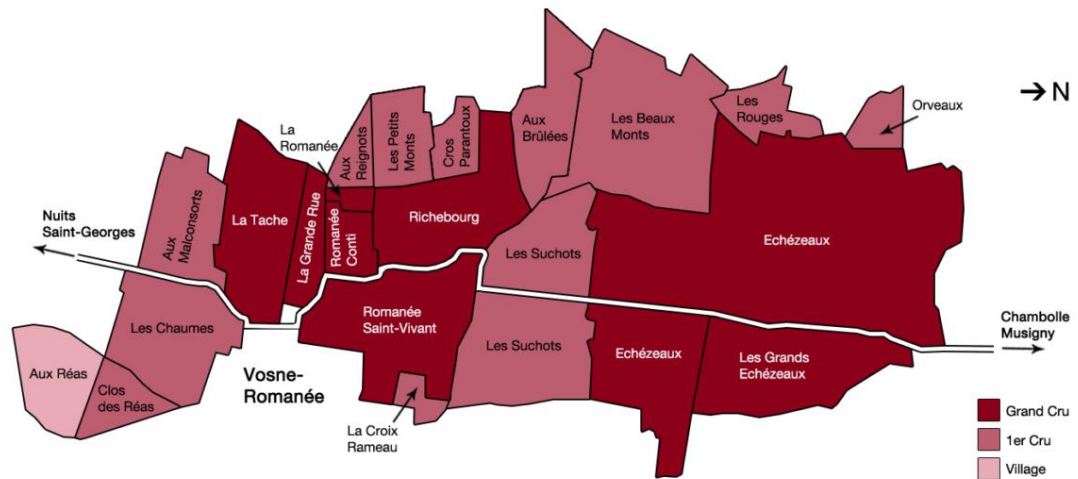 → N
Orveaux
Les
Rouges
Les Beaux
Monts
Aux
Brûlées
Cros
Parantoux
Les Petits
Monts
Aux
Reignots
La
Romanée
Aux
Malconsorts
La Tache
La Grande Rue
Romanée
Conti
Richebourg
Les Suchots
Echézeaux
Nuits
Saint-Georges
Les Chaumes
Romanée
Saint-Vivant
Les Suchots
Echézeaux
Les Grands
Echézeaux
Chambolle
Musigny
Aux Réas
Clos
des Réas
Vosne-
Romanée
La Croix
Rameau
Grand Cru
1er Cru
Village